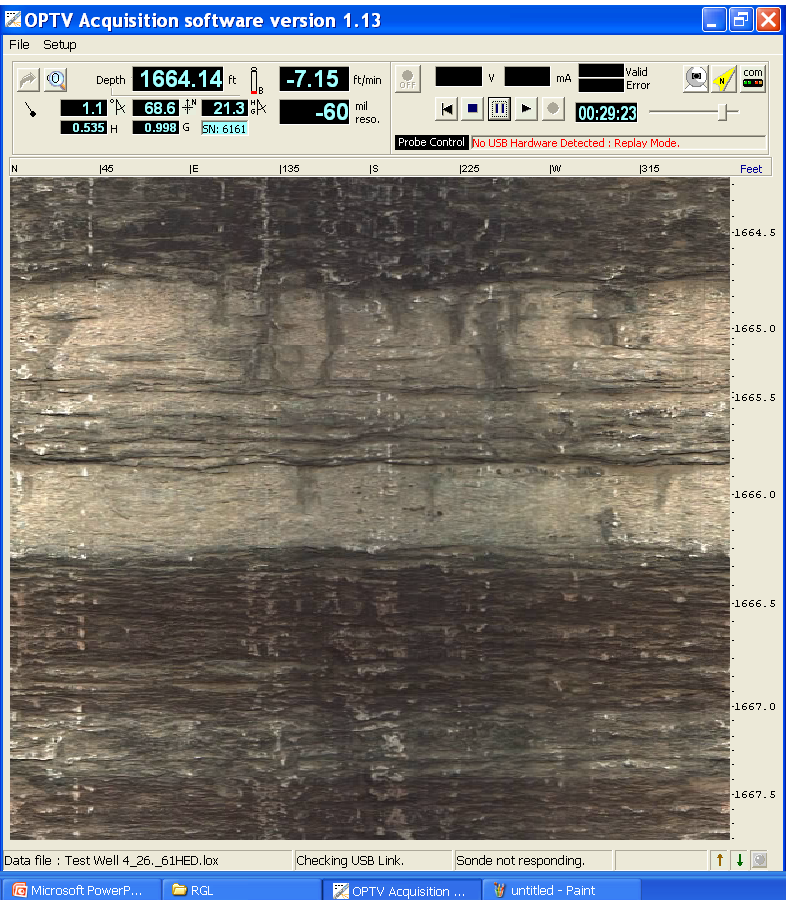 OPTV Acquisition software version 1.13
File Setup
Depth 1664.14 ft B -7.15 ft/min OFF V mA Valid Error com
1.1 ° 68.6 N 21.3 H G -60 mil reso. 00:29:23
0.535 H 0.998 G SN: 6161
Probe Control No USB Hardware Detected : Replay Mode.
N 45 E 135 S 225 W 315 Feet
1664.5
1665.0
1665.5
1666.0
1666.5
1667.0
1667.5
Data file : Test Well 4_26._61HED.lox Checking USB Link. Sonde not responding.
Microsoft PowerP... RGL OPTV Acquisition ... untitled - Paint